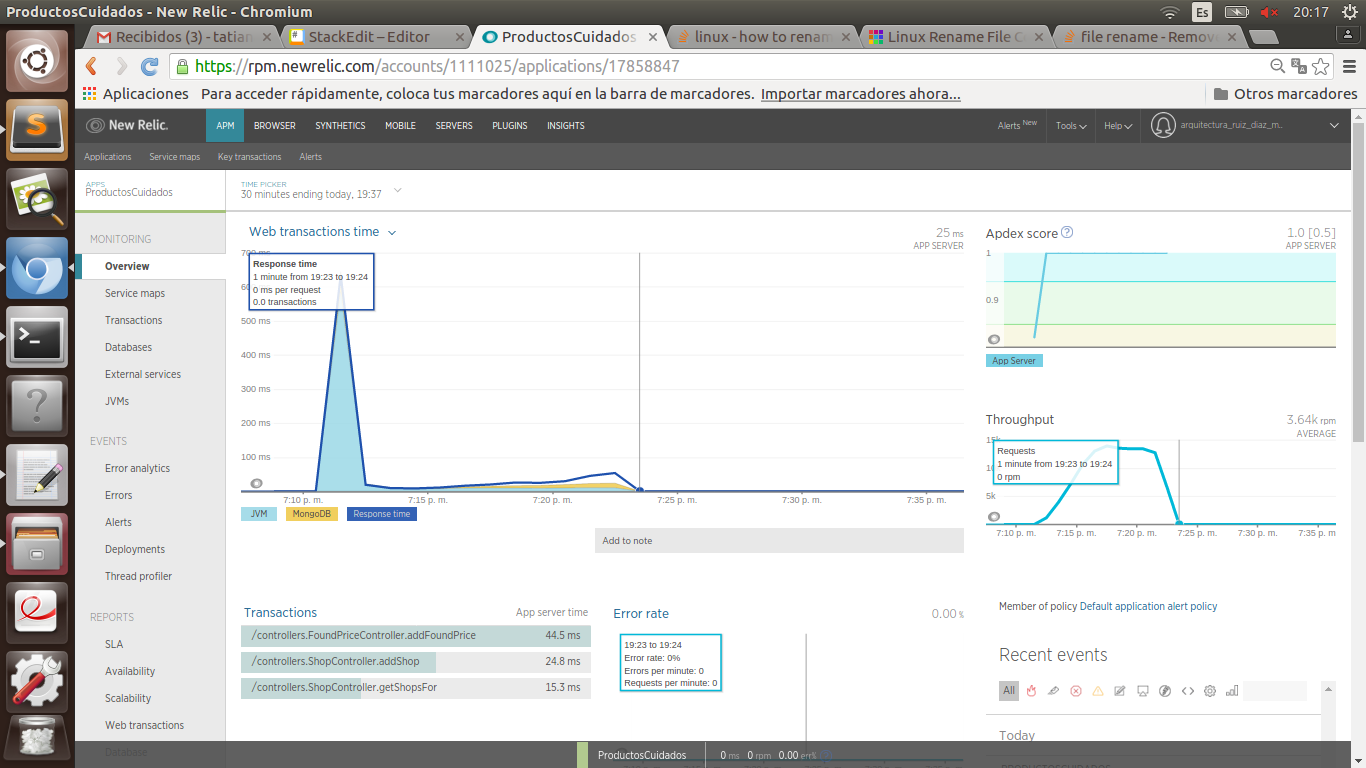 ProductosCuidados - New Relic - Chromium
Es
20:17
Recibidos (3) - tatian
StackEdit – Editor
ProductosCuidados
linux - how to renam
Linux Rename File C
file rename - Remov
https://rpm.newrelic.com/accounts/1111025/applications/17858847
Aplicaciones
Para acceder rápidamente, coloca tus marcadores aquí en la barra de marcadores.
Importar marcadores ahora...
Otros marcadores
New Relic.
APM
BROWSER
SYNTHETICS
MOBILE
SERVERS
PLUGINS
INSIGHTS
Alerts New
Tools
Help
arquitectura_ruiz_diaz_m..
Applications
Service maps
Key transactions
Alerts
APPS
ProductosCuidados
TIME PICKER
30 minutes ending today, 19:37
MONITORING
Overview
Service maps
Transactions
Databases
External services
JVMs
EVENTS
Error analytics
Errors
Alerts
Deployments
Thread profiler
REPORTS
SLA
Availability
Scalability
Web transactions
Database
Web transactions time
25 ms
APP SERVER
700 ms
Response time
1 minute from 19:23 to 19:24
0 ms per request
0.0 transactions
500 ms
400 ms
300 ms
200 ms
100 ms
7:10 p. m.
7:15 p. m.
7:20 p. m.
7:25 p. m.
7:30 p. m.
7:35 p. m.
JVM
MongoDB
Response time
Add to note
Apdex score
1.0 [0.5]
APP SERVER
1
0.9
App Server
Throughput
3.64k rpm
AVERAGE
15k
Requests
1 minute from 19:23 to 19:24
0 rpm
5k
7:10 p. m.
7:15 p. m.
7:20 p. m.
7:25 p. m.
7:30 p. m.
7:35 p. m
Transactions
App server time
/controllers.FoundPriceController.addFoundPrice
44.5 ms
/controllers.ShopController.addShop
24.8 ms
/controllers.ShopController.getShopsFor
15.3 ms
Error rate
0.00 %
19:23 to 19:24
Error rate: 0%
Errors per minute: 0
Requests per minute: 0
Member of policy Default application alert policy
Recent events
All
Today
PRODUCTOSCUIDADOS
ProductosCuidados
0 ms
0 rpm
0.00 err%